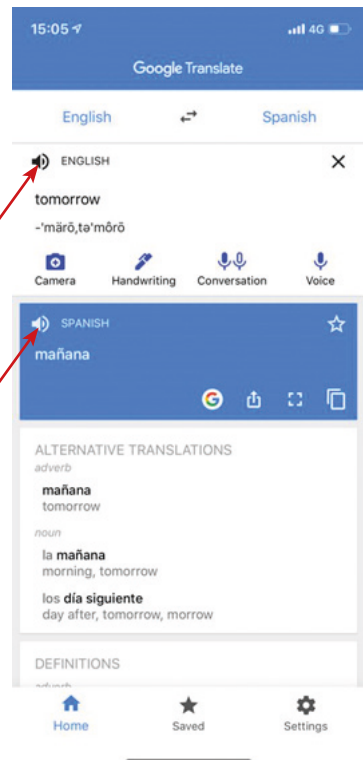 15:05
4G
Google Translate
English
Spanish
ENGLISH
tomorrow
-'märō,tə'môrō
Camera
Handwriting
Conversation
Voice
SPANISH
mañana
ALTERNATIVE TRANSLATIONS
adverb
mañana
tomorrow
noun
la mañana
morning, tomorrow
los día siguiente
day after, tomorrow, morrow
DEFINITIONS
Home
Saved
Settings